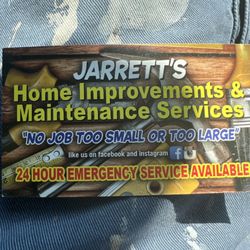 JARRETT'S
Home Improvements &
Maintenance Services
"NO JOB TOO SMALL OR TOO LARGE"
like us on facebook and instagram
24 HOUR EMERGENCY SERVICE AVAILABLE